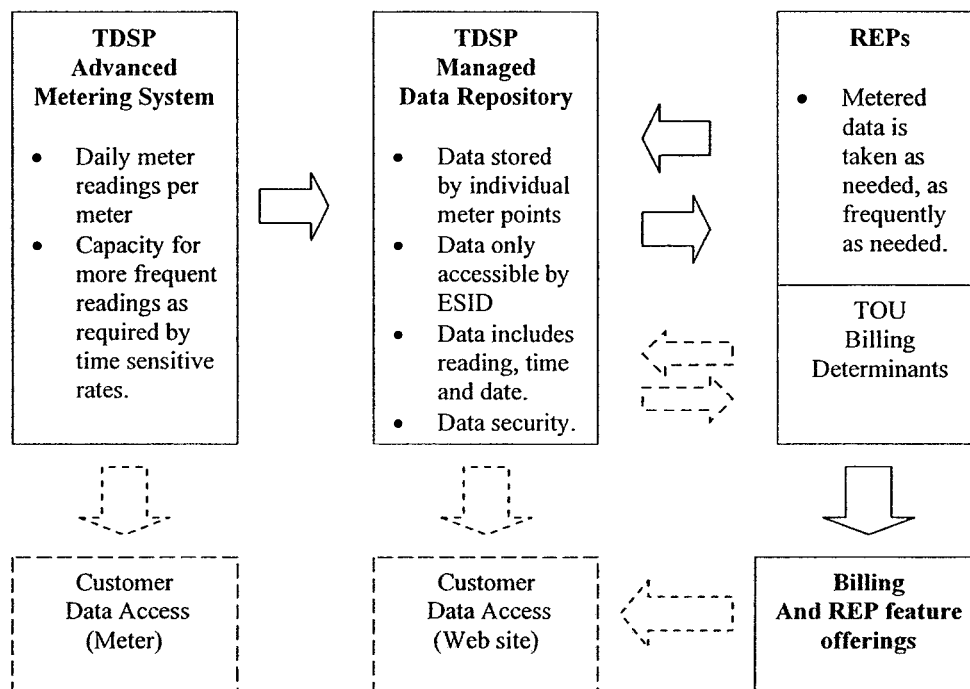 TDSP
Advanced
Metering System
• Daily meter
readings per
meter
• Capacity for
more frequent
readings as
required by
time sensitive
rates.
TDSP
Managed
Data Repository
• Data stored
by individual
meter points
• Data only
accessible by
ESID
• Data includes
reading, time
and date.
• Data security.
REPs
• Metered
data is
taken as
needed, as
frequently
as needed.
TOU
Billing
Determinants
Customer
Data Access
(Meter)
Customer
Data Access
(Web site)
Billing
And REP feature
offerings